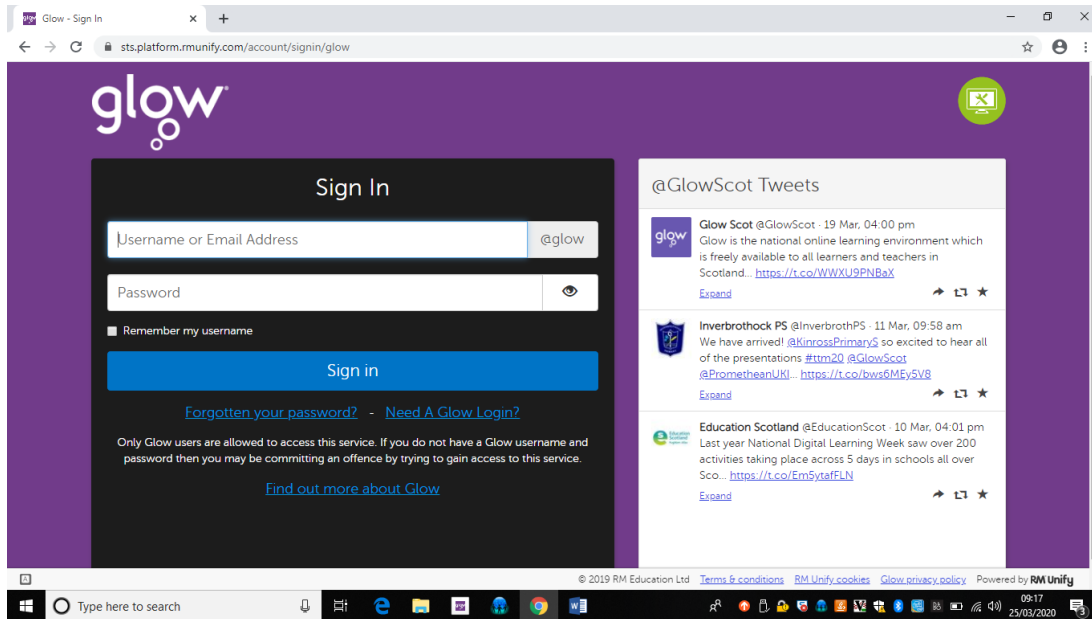 glow Glow - Sign In
sts.platform.rmunify.com/account/signin/glow
glow
Sign In
Username or Email Address @glow
Password
Remember my username
Sign in
Forgotten your password? - Need A Glow Login?
Only Glow users are allowed to access this service. If you do not have a Glow username and
password then you may be committing an offence by trying to gain access to this service.
Find out more about Glow
@GlowScot Tweets
glow
Glow Scot @GlowScot · 19 Mar, 04:00 pm
Glow is the national online learning environment which
is freely available to all learners and teachers in
Scotland... https://t.co/WWXU9PNBaX
Expand
Inverbrothock PS @InverbrothPS · 11 Mar, 09:58 am
We have arrived! @KinrossPrimaryS so excited to hear all
of the presentations #ttm20 @GlowScot
@PrometheanUKI... https://t.co/bws6MEy5V8
Expand
Education Scotland @EducationScot · 10 Mar, 04:01 pm
Last year National Digital Learning Week saw over 200
activities taking place across 5 days in schools all over
Sco... https://t.co/Em5ytafFLN
Expand
© 2019 RM Education Ltd Terms & conditions RM Unify cookies Glow privacy policy Powered by RM Unify
Type here to search
09:17
25/03/2020